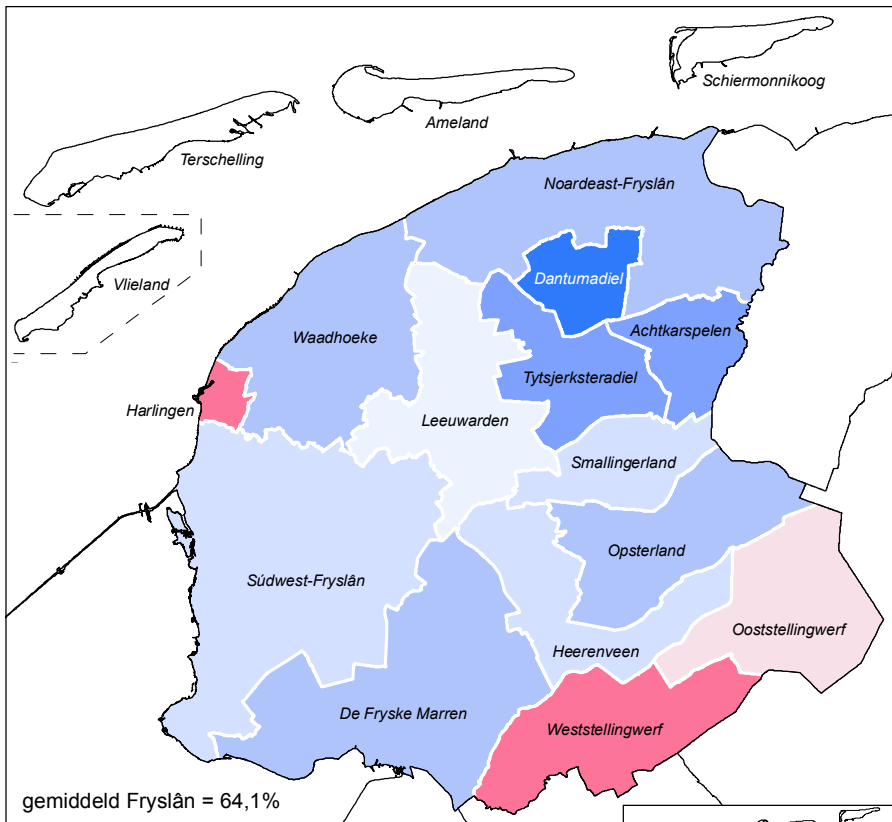 Schiermonnikoog
Ameland
Terschelling
Noardeast-Fryslân
Dantumadiel
Vlieland
Waadhoeke
Achtkarspelen
Tytsjerksteradiel
Harlingen
Leeuwarden
Smallingerland
Opsterland
Súdwest-Fryslân
Ooststellingwerf
Heerenveen
De Fryske Marren
Weststellingwerf
gemiddeld Fryslân = 64,1%